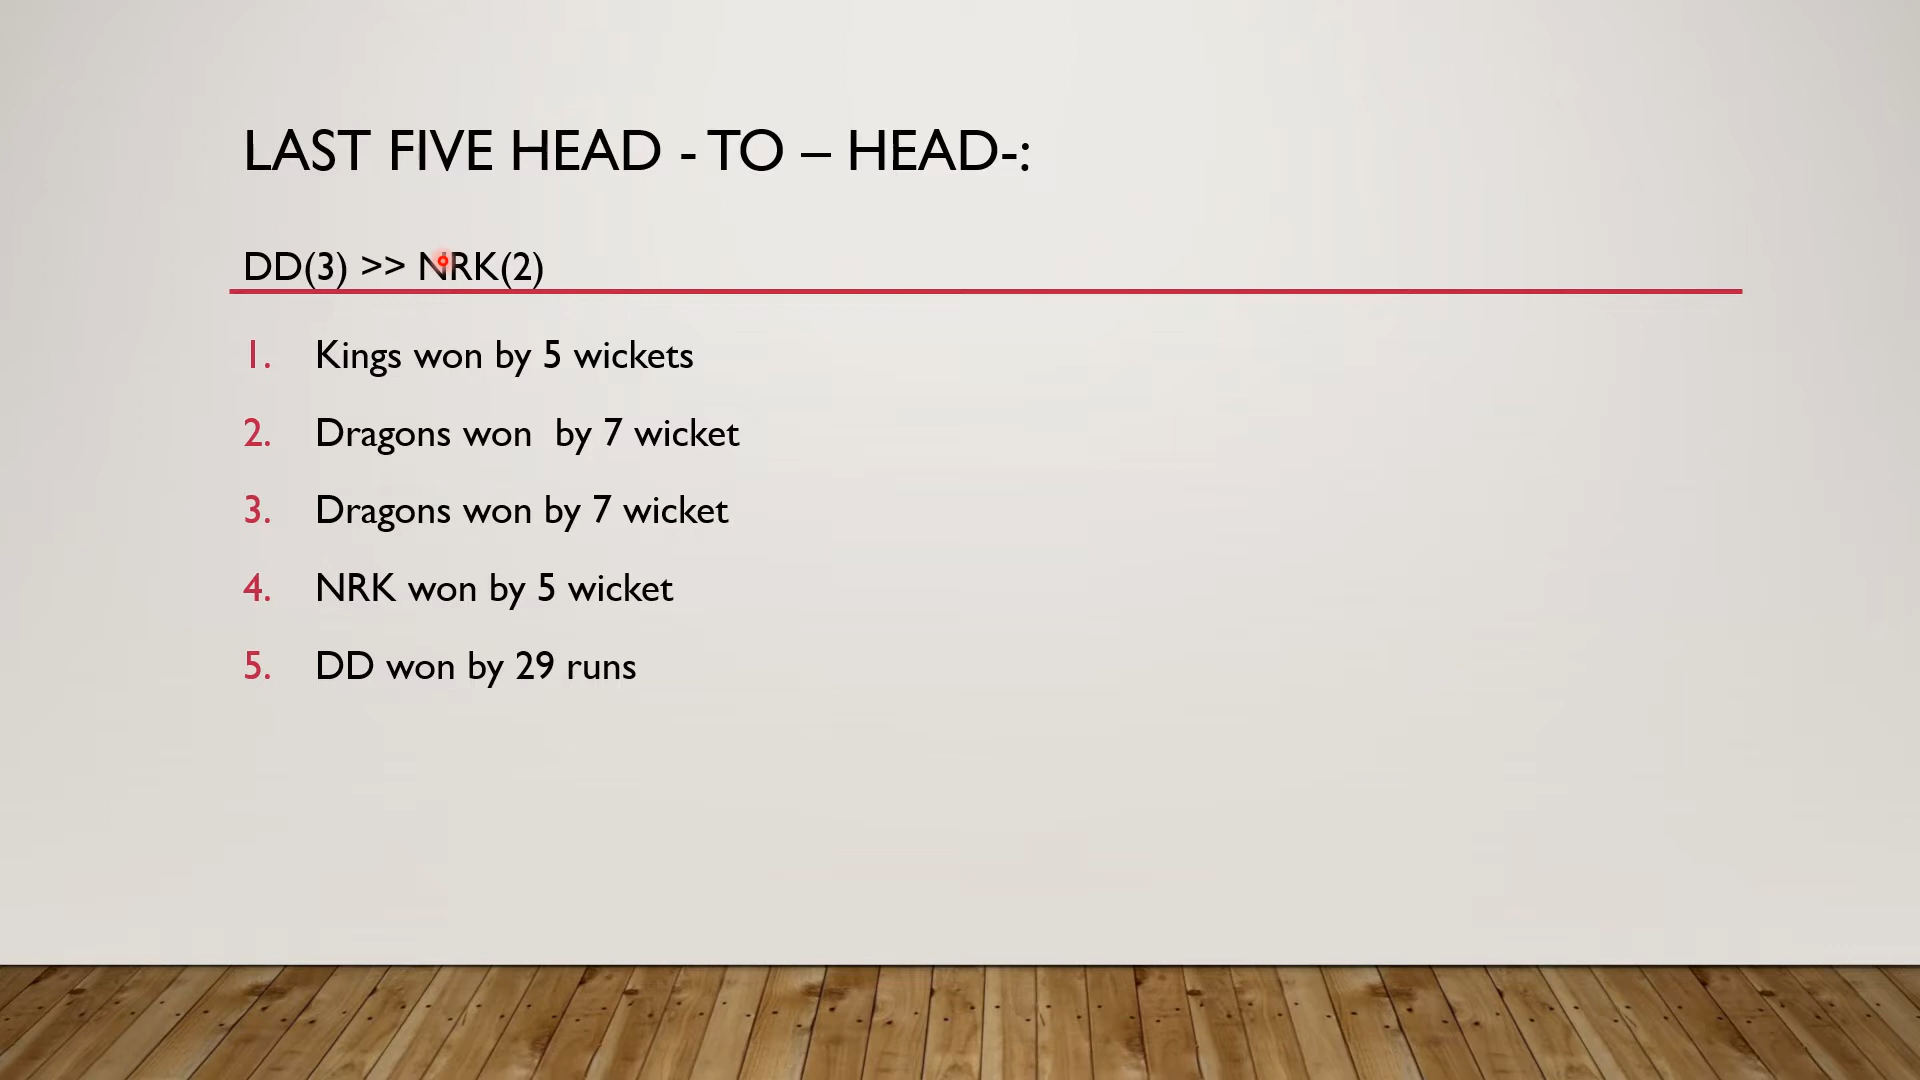 LAST FIVE HEAD - TO – HEAD-:
DD(3) >> NRK(2)
1. Kings won by 5 wickets
2. Dragons won  by 7 wicket
3. Dragons won by 7 wicket
4. NRK won by 5 wicket
5. DD won by 29 runs